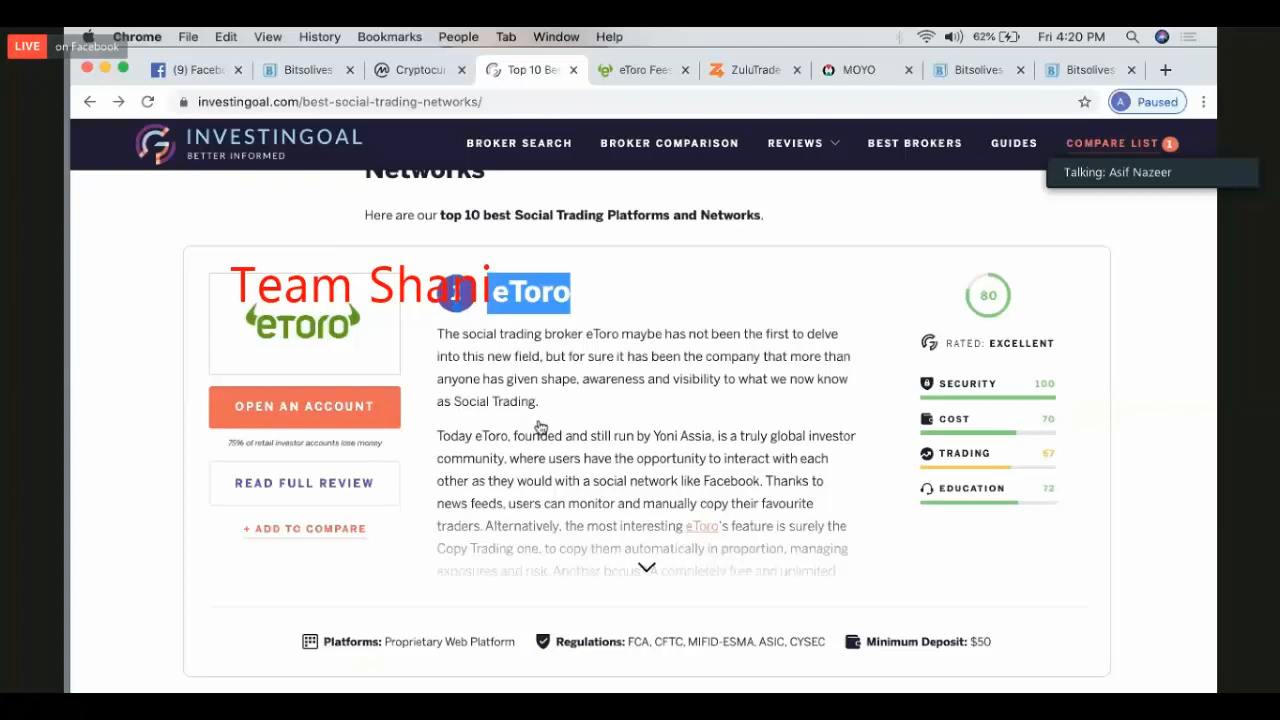 LIVE on Facebook
Chrome File Edit View History Bookmarks People Tab Window Help 62% Fri 4:20 PM
(9) Faceb Bitsolives Cryptocur Top 10 Be eToro Fee ZuluTrade MOYO Bitsolives Bitsolives
investingoal.com/best-social-trading-networks/ A Paused
INVESTINGOAL
BETTER INFORMED
BROKER SEARCH BROKER COMPARISON REVIEWS BEST BROKERS GUIDES COMPARE LIST 1
Talking: Asif Nazeer
Networks
Here are our top 10 best Social Trading Platforms and Networks.
Team Shani
eToro
eToro
80
RATED: EXCELLENT
The social trading broker eToro maybe has not been the first to delve
into this new field, but for sure it has been the company that more than
anyone has given shape, awareness and visibility to what we now know
as Social Trading.
OPEN AN ACCOUNT
75% of retail investor accounts lose money
READ FULL REVIEW
+ ADD TO COMPARE
Today eToro, founded and still run by Yoni Assia, is a truly global investor
community, where users have the opportunity to interact with each
other as they would with a social network like Facebook. Thanks to
news feeds, users can monitor and manually copy their favourite
traders. Alternatively, the most interesting eToro's feature is surely the
Copy Trading one, to copy them automatically in proportion, managing
exposures and risk. Another bonus? A completely free and unlimited
SECURITY 100
COST 70
TRADING 67
EDUCATION 72
Platforms: Proprietary Web Platform Regulations: FCA, CFTC, MIFID-ESMA, ASIC, CYSEC Minimum Deposit: $50